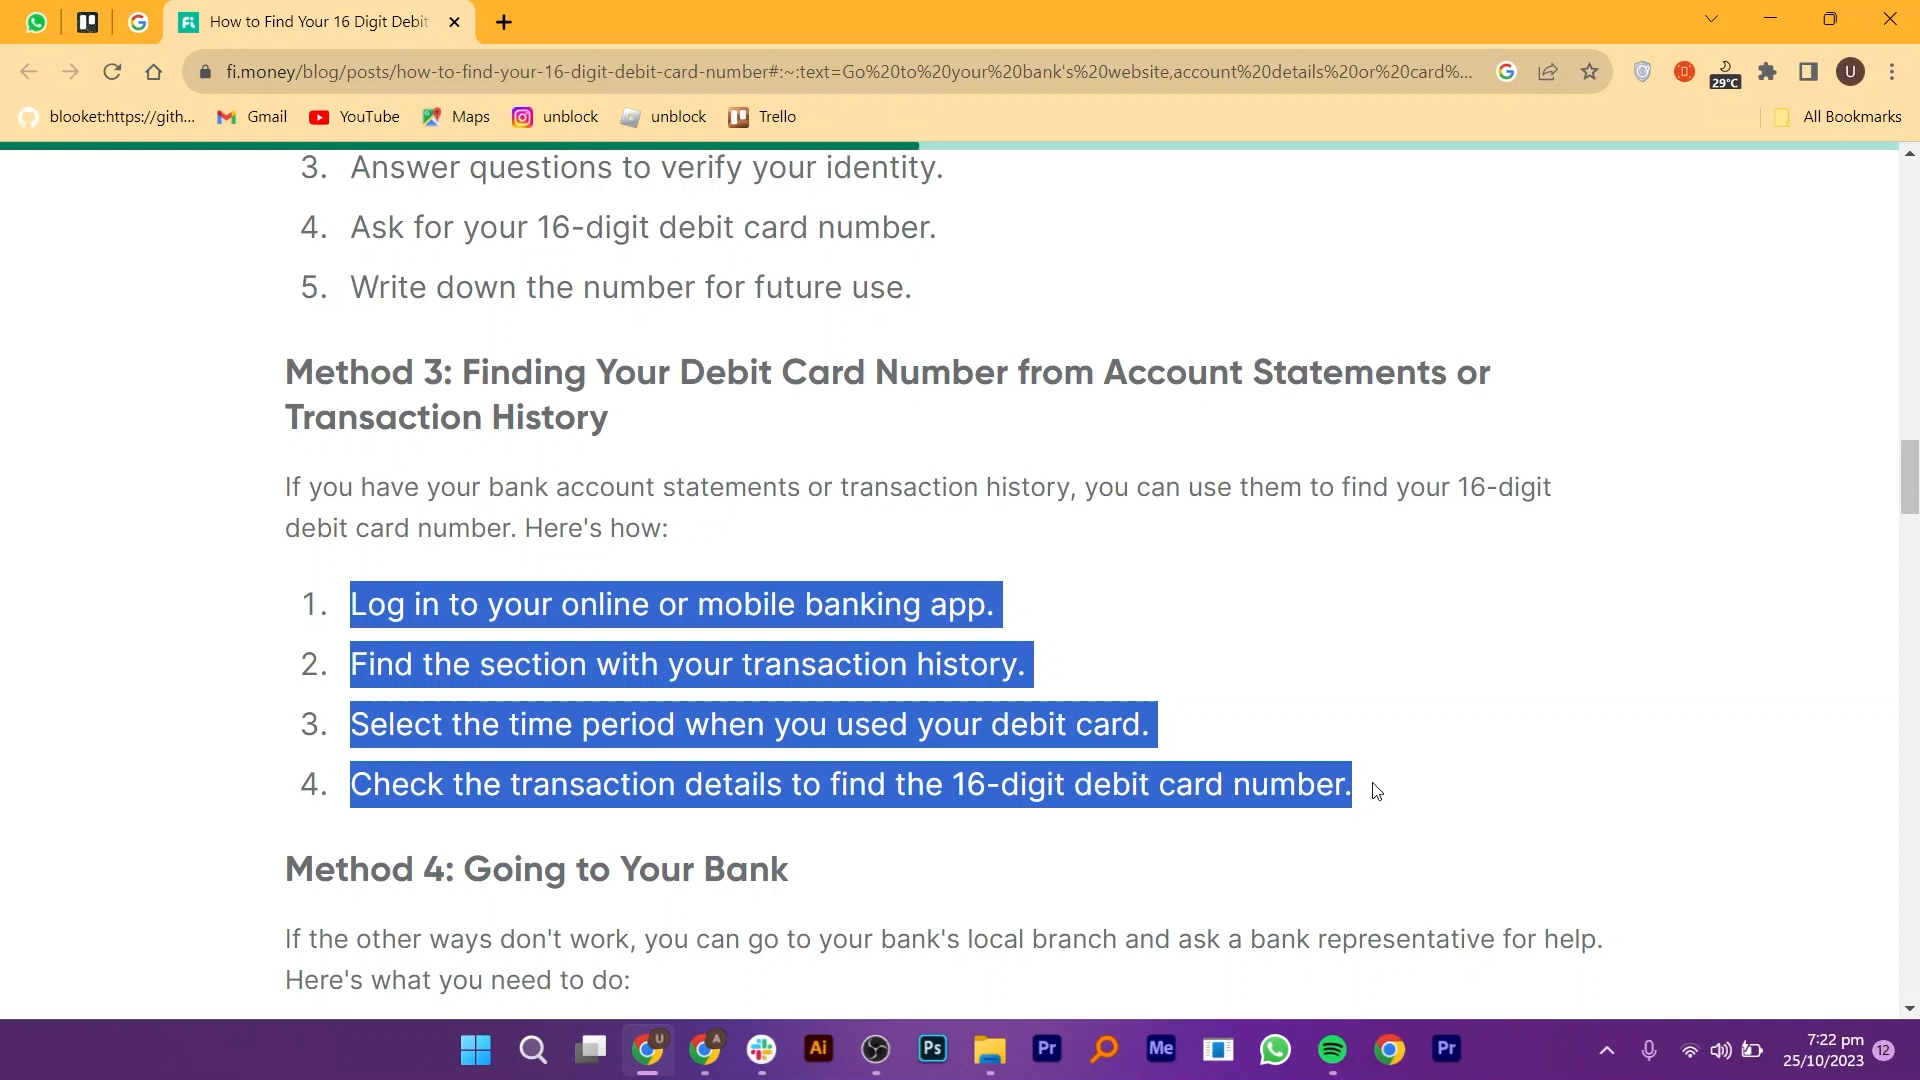 How to Find Your 16 Digit Debit
fi.money/blog/posts/how-to-find-your-16-digit-debit-card-number#:~:text=Go%20to%20your%20bank's%20website,account%20details%20or%20card%...
29°C
U
blooket:https://gith...
Gmail
YouTube
Maps
unblock
unblock
Trello
All Bookmarks
3. Answer questions to verify your identity.
4. Ask for your 16-digit debit card number.
5. Write down the number for future use.
Method 3: Finding Your Debit Card Number from Account Statements or
Transaction History
If you have your bank account statements or transaction history, you can use them to find your 16-digit
debit card number. Here's how:
1. Log in to your online or mobile banking app.
2. Find the section with your transaction history.
3. Select the time period when you used your debit card.
4. Check the transaction details to find the 16-digit debit card number.
Method 4: Going to Your Bank
If the other ways don't work, you can go to your bank's local branch and ask a bank representative for help.
Here's what you need to do:
U
A
Ai
Ps
Pr
Me
Pr
7:22 pm
25/10/2023
12